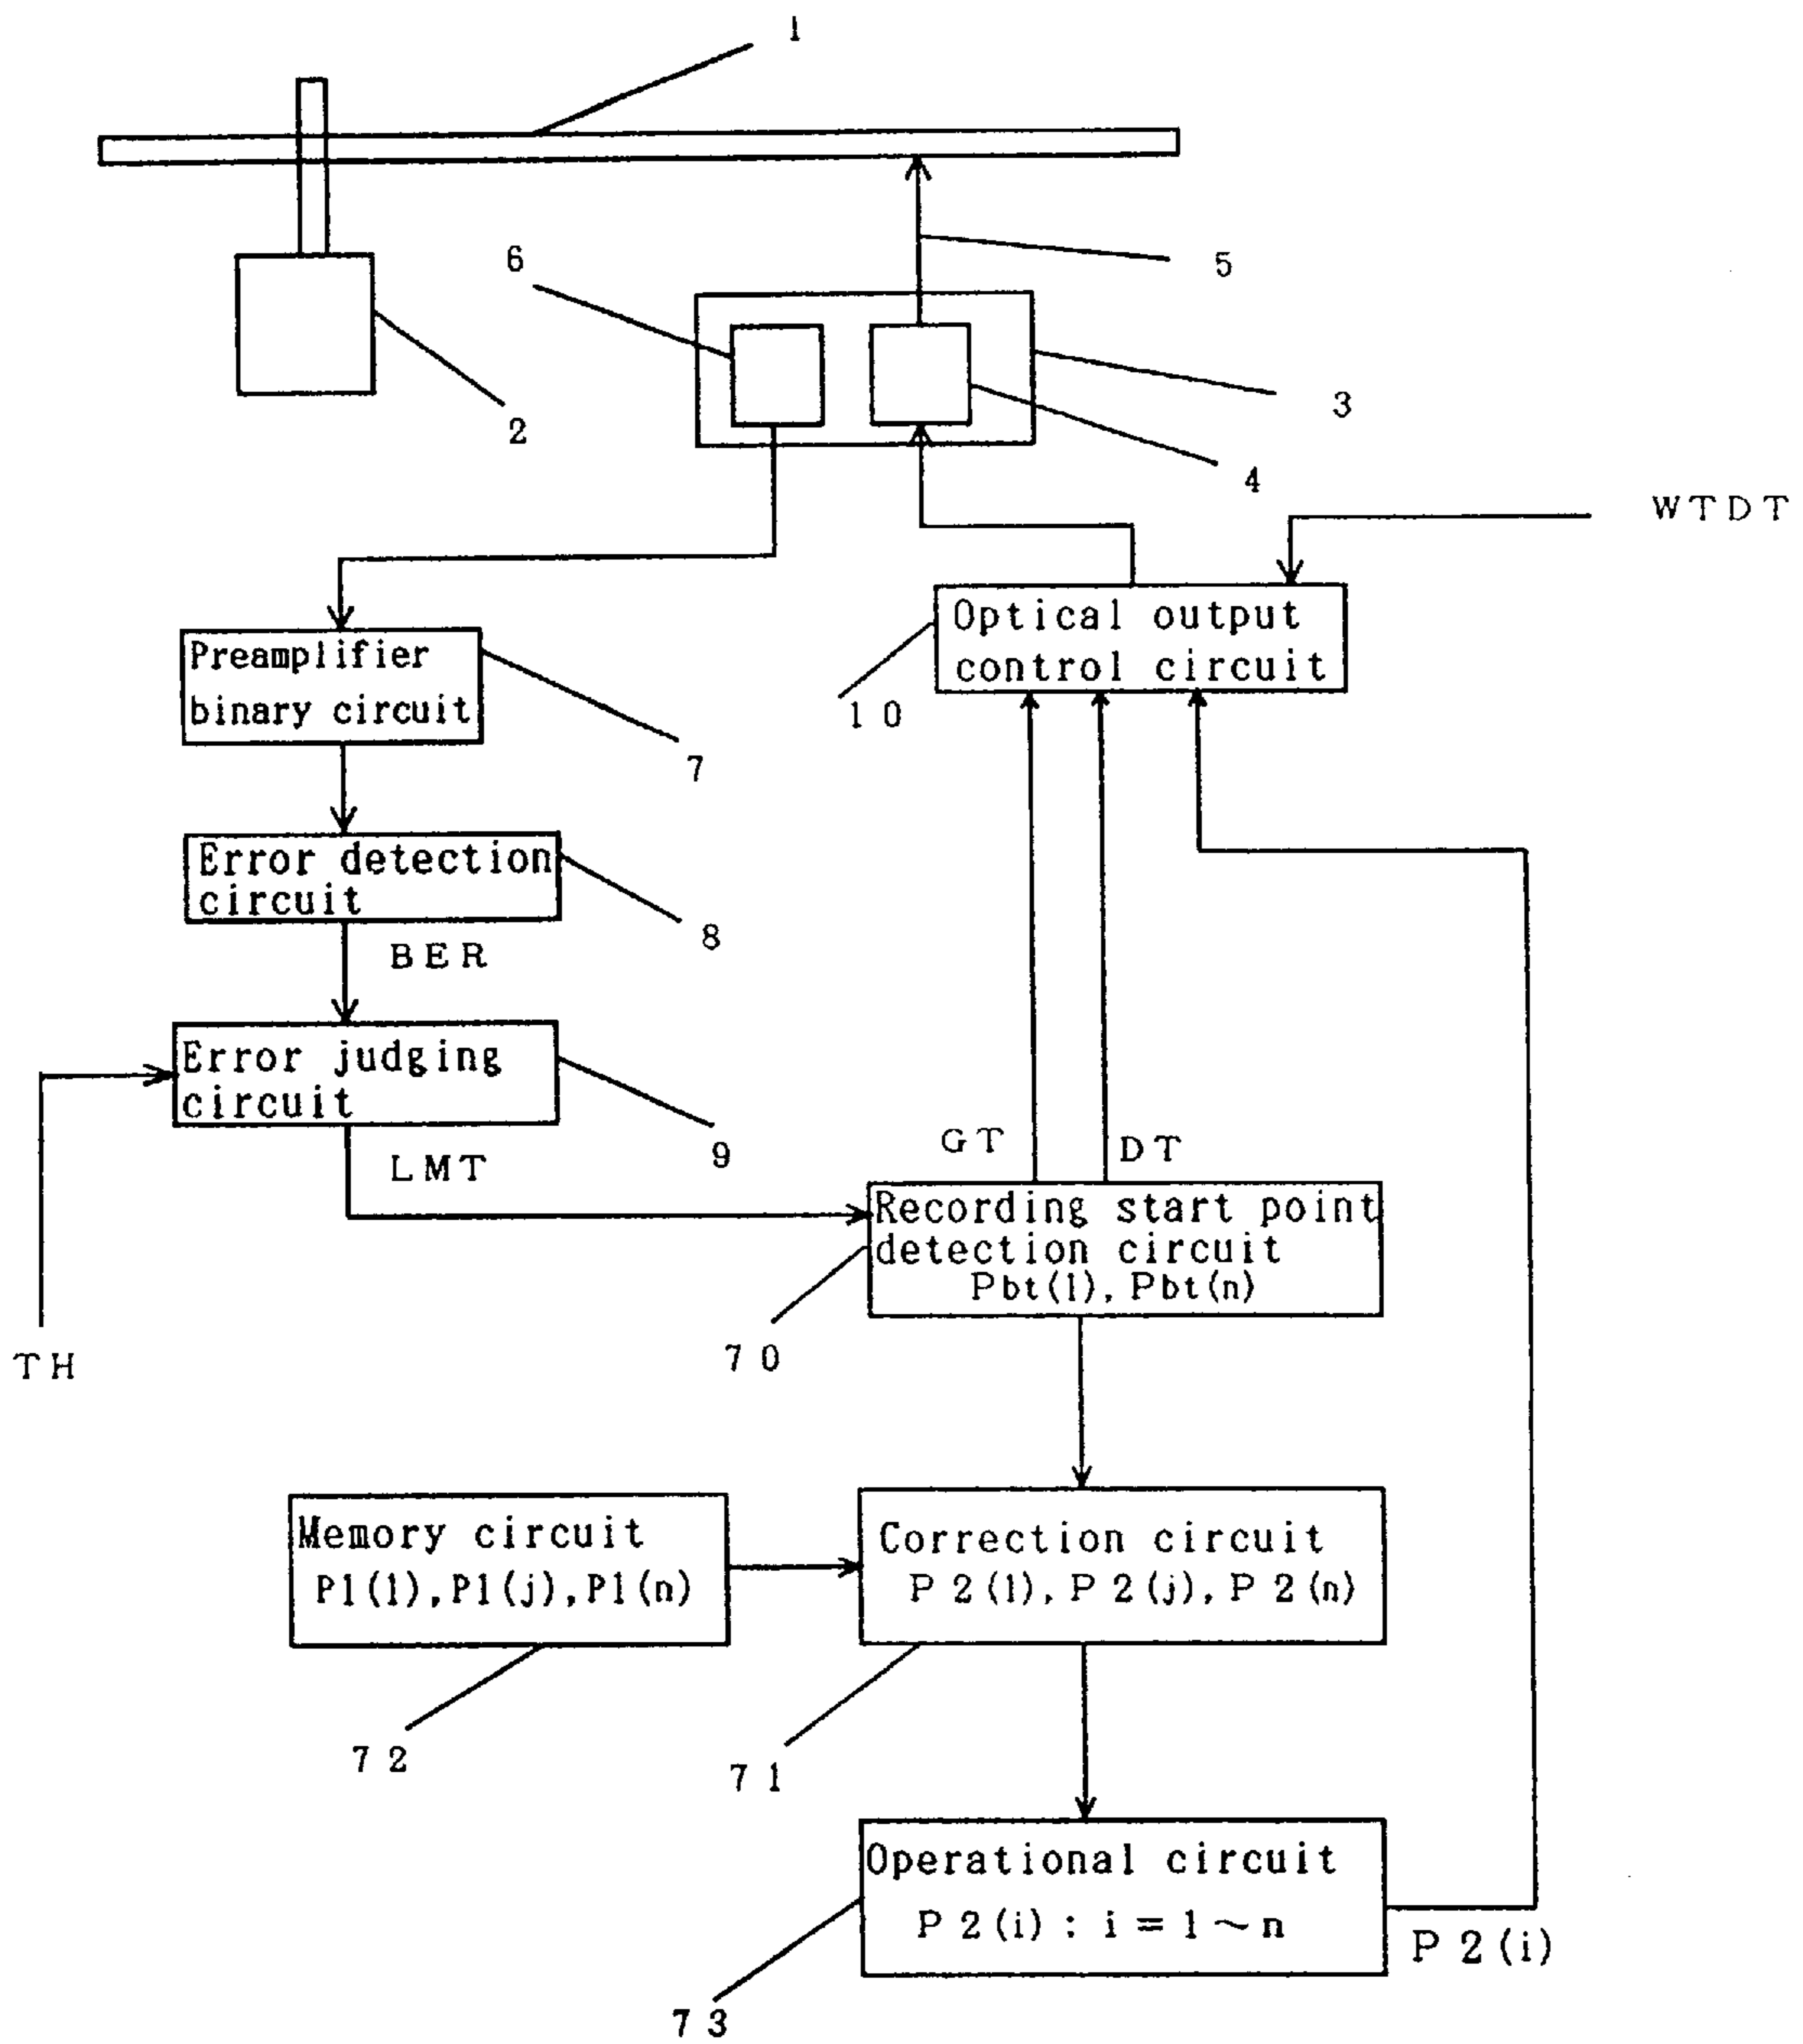 1
6
5
2
3
4
WTDT
Optical output
control circuit
10
Preamplifier
binary circuit
7
Error detection
circuit
8
BER
Error judging
circuit
9
LMT
TH
GT
DT
Recording start point
detection circuit
Pbt(1), Pbt(n)
70
Memory circuit
P1(1), P1(j), P1(n)
72
Correction circuit
P2(1), P2(j), P2(n)
71
Operational circuit
P2(i) : i = 1 ~ n
P2(i)
73